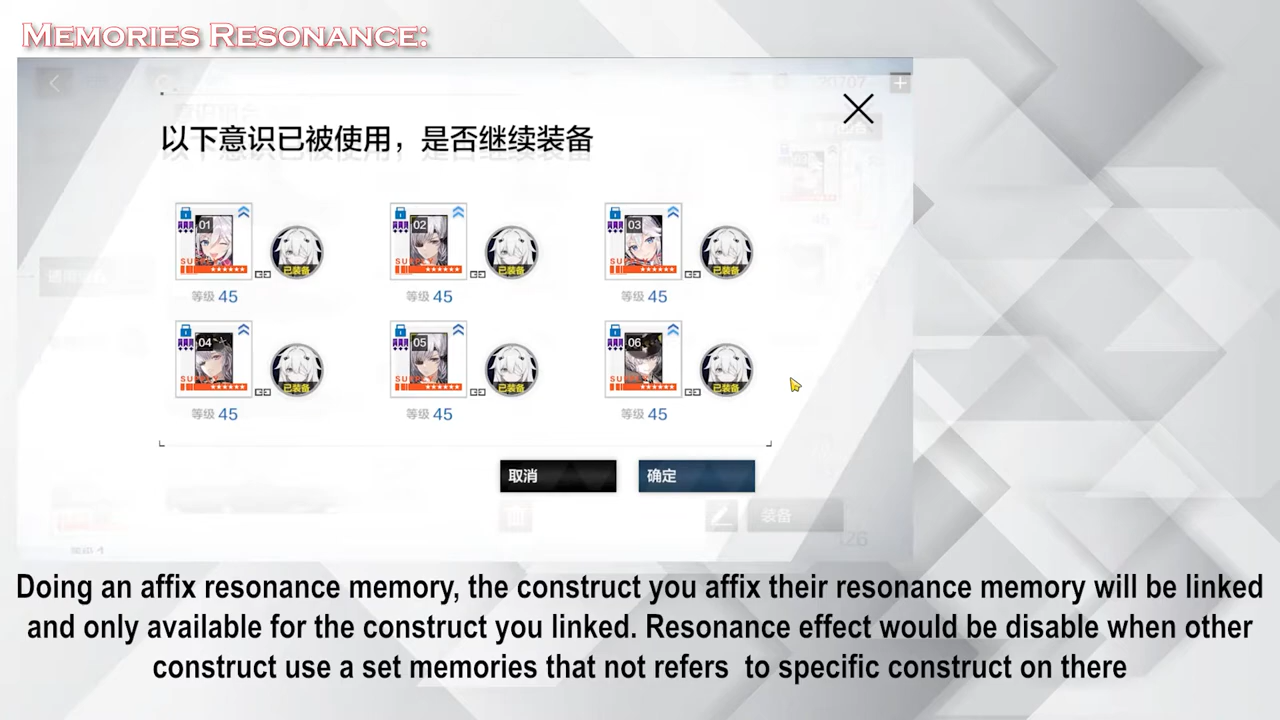 MEMORIES RESONANCE:
以下意识已被使用，是否继续装备
01
02
03
已装备
已装备
已装备
等级 45
等级 45
等级 45
04
05
06
已装备
已装备
已装备
等级 45
等级 45
等级 45
取消
确定
装备
等级 1
Doing an affix resonance memory, the construct you affix their resonance memory will be linked
and only available for the construct you linked. Resonance effect would be disable when other
construct use a set memories that not refers to specific construct on there